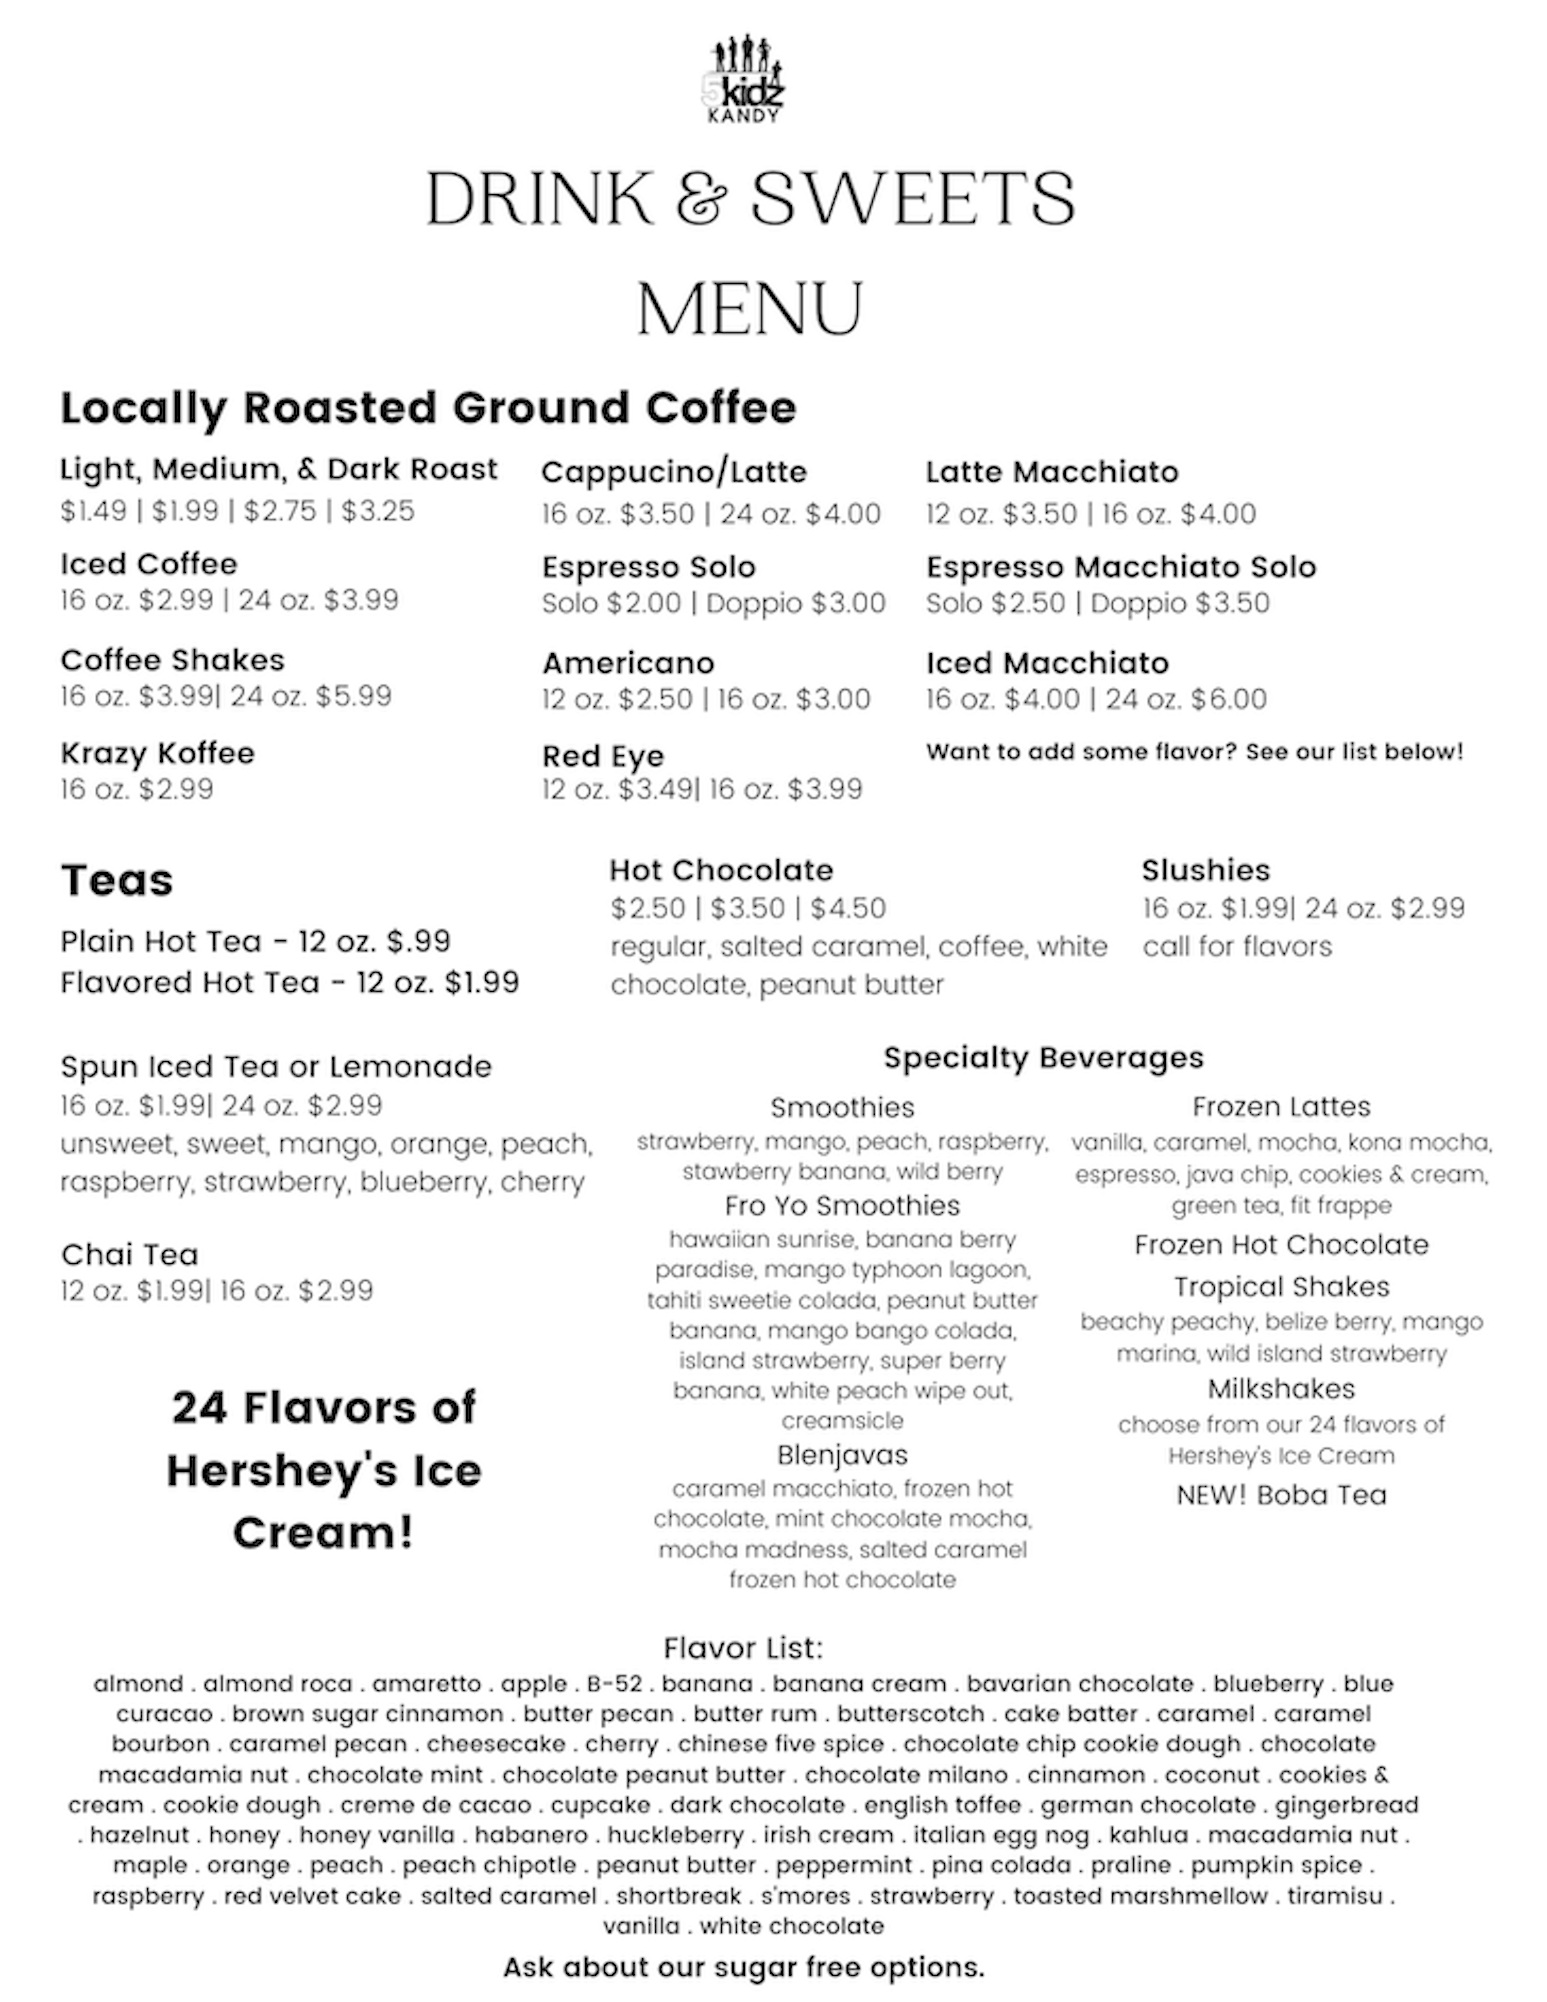 5kidz
KANDY
DRINK & SWEETS
MENU
Locally Roasted Ground Coffee
Light, Medium, & Dark Roast
$1.49 | $1.99 | $2.75 | $3.25
Iced Coffee
16 oz. $2.99 | 24 oz. $3.99
Coffee Shakes
16 oz. $3.99| 24 oz. $5.99
Krazy Koffee
16 oz. $2.99
Cappucino/Latte
16 oz. $3.50 | 24 oz. $4.00
Espresso Solo
Solo $2.00 | Doppio $3.00
Americano
12 oz. $2.50 | 16 oz. $3.00
Red Eye
12 oz. $3.49| 16 oz. $3.99
Latte Macchiato
12 oz. $3.50 | 16 oz. $4.00
Espresso Macchiato Solo
Solo $2.50 | Doppio $3.50
Iced Macchiato
16 oz. $4.00 | 24 oz. $6.00
Want to add some flavor? See our list below!
Teas
Plain Hot Tea - 12 oz. $.99
Flavored Hot Tea - 12 oz. $1.99
Spun Iced Tea or Lemonade
16 oz. $1.99| 24 oz. $2.99
unsweet, sweet, mango, orange, peach,
raspberry, strawberry, blueberry, cherry
Chai Tea
12 oz. $1.99| 16 oz. $2.99
24 Flavors of
Hershey's Ice
Cream!
Hot Chocolate
$2.50 | $3.50 | $4.50
regular, salted caramel, coffee, white
chocolate, peanut butter
Slushies
16 oz. $1.99| 24 oz. $2.99
call for flavors
Specialty Beverages
Smoothies
strawberry, mango, peach, raspberry,
stawberry banana, wild berry
Fro Yo Smoothies
hawaiian sunrise, banana berry
paradise, mango typhoon lagoon,
tahiti sweetie colada, peanut butter
banana, mango bango colada,
island strawberry, super berry
banana, white peach wipe out,
creamsicle
Blenjavas
caramel macchiato, frozen hot
chocolate, mint chocolate mocha,
mocha madness, salted caramel
frozen hot chocolate
Frozen Lattes
vanilla, caramel, mocha, kona mocha,
espresso, java chip, cookies & cream,
green tea, fit frappe
Frozen Hot Chocolate
Tropical Shakes
beachy peachy, belize berry, mango
marina, wild island strawberry
Milkshakes
choose from our 24 flavors of
Hershey's Ice Cream
NEW! Boba Tea
Flavor List:
almond . almond roca . amaretto . apple . B-52 . banana . banana cream . bavarian chocolate . blueberry . blue
curacao . brown sugar cinnamon . butter pecan . butter rum . butterscotch . cake batter . caramel . caramel
bourbon . caramel pecan . cheesecake . cherry . chinese five spice . chocolate chip cookie dough . chocolate
macadamia nut . chocolate mint . chocolate peanut butter . chocolate milano . cinnamon . coconut . cookies &
cream . cookie dough . creme de cacao . cupcake . dark chocolate . english toffee . german chocolate . gingerbread
. hazelnut . honey . honey vanilla . habanero . huckleberry . irish cream . italian egg nog . kahlua . macadamia nut .
maple . orange . peach . peach chipotle . peanut butter . peppermint . pina colada . praline . pumpkin spice .
raspberry . red velvet cake . salted caramel . shortbreak . s'mores . strawberry . toasted marshmellow . tiramisu .
vanilla . white chocolate
Ask about our sugar free options.